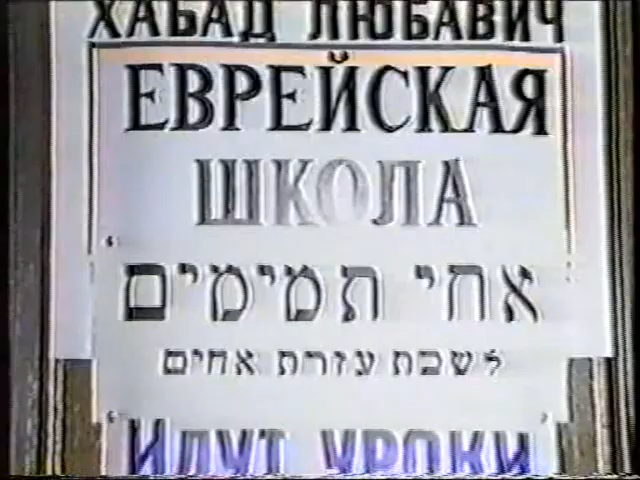 ХАБАД ЛЮБАВИЧ
ЕВРЕЙСКАЯ
ШКОЛА
אחי תמימים
לשכת עזרת אחים
ИДУТ УРОКИ